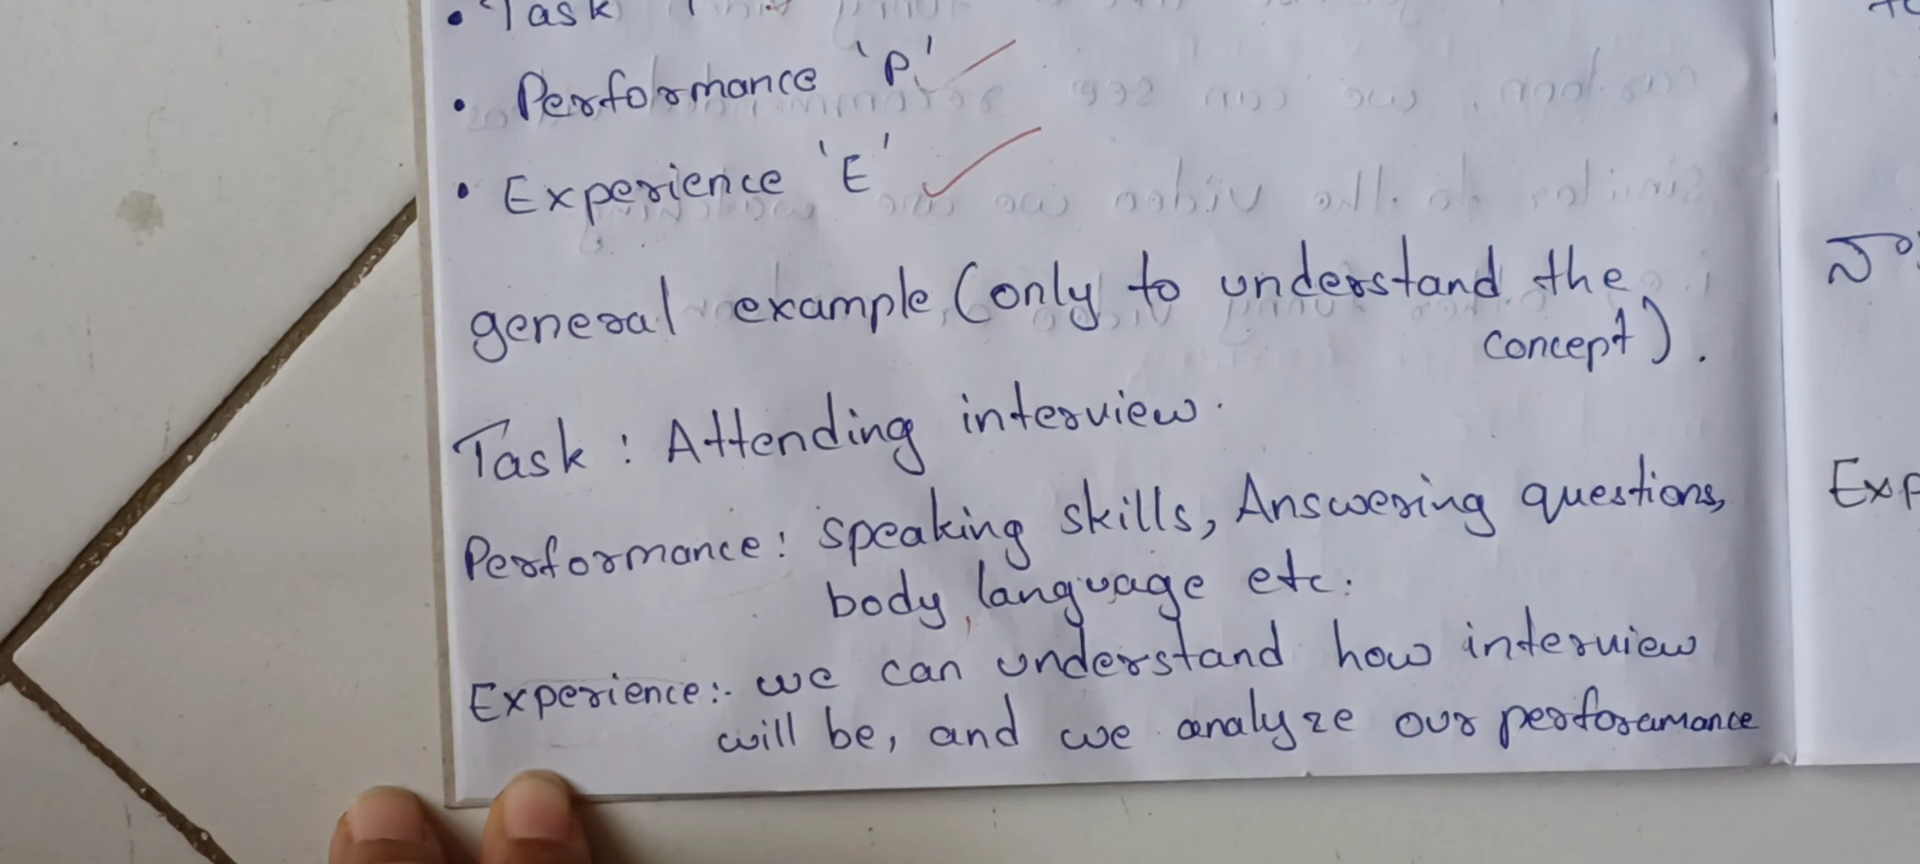 • Task
• Performance 'P'
• Experience 'E'
general example (only to understand the
concept).
Task : Attending interview.
Performance: speaking skills, Answering questions,
body language etc.
Experience:- we can understand how interview
will be, and we analyze our perforamance
Exp